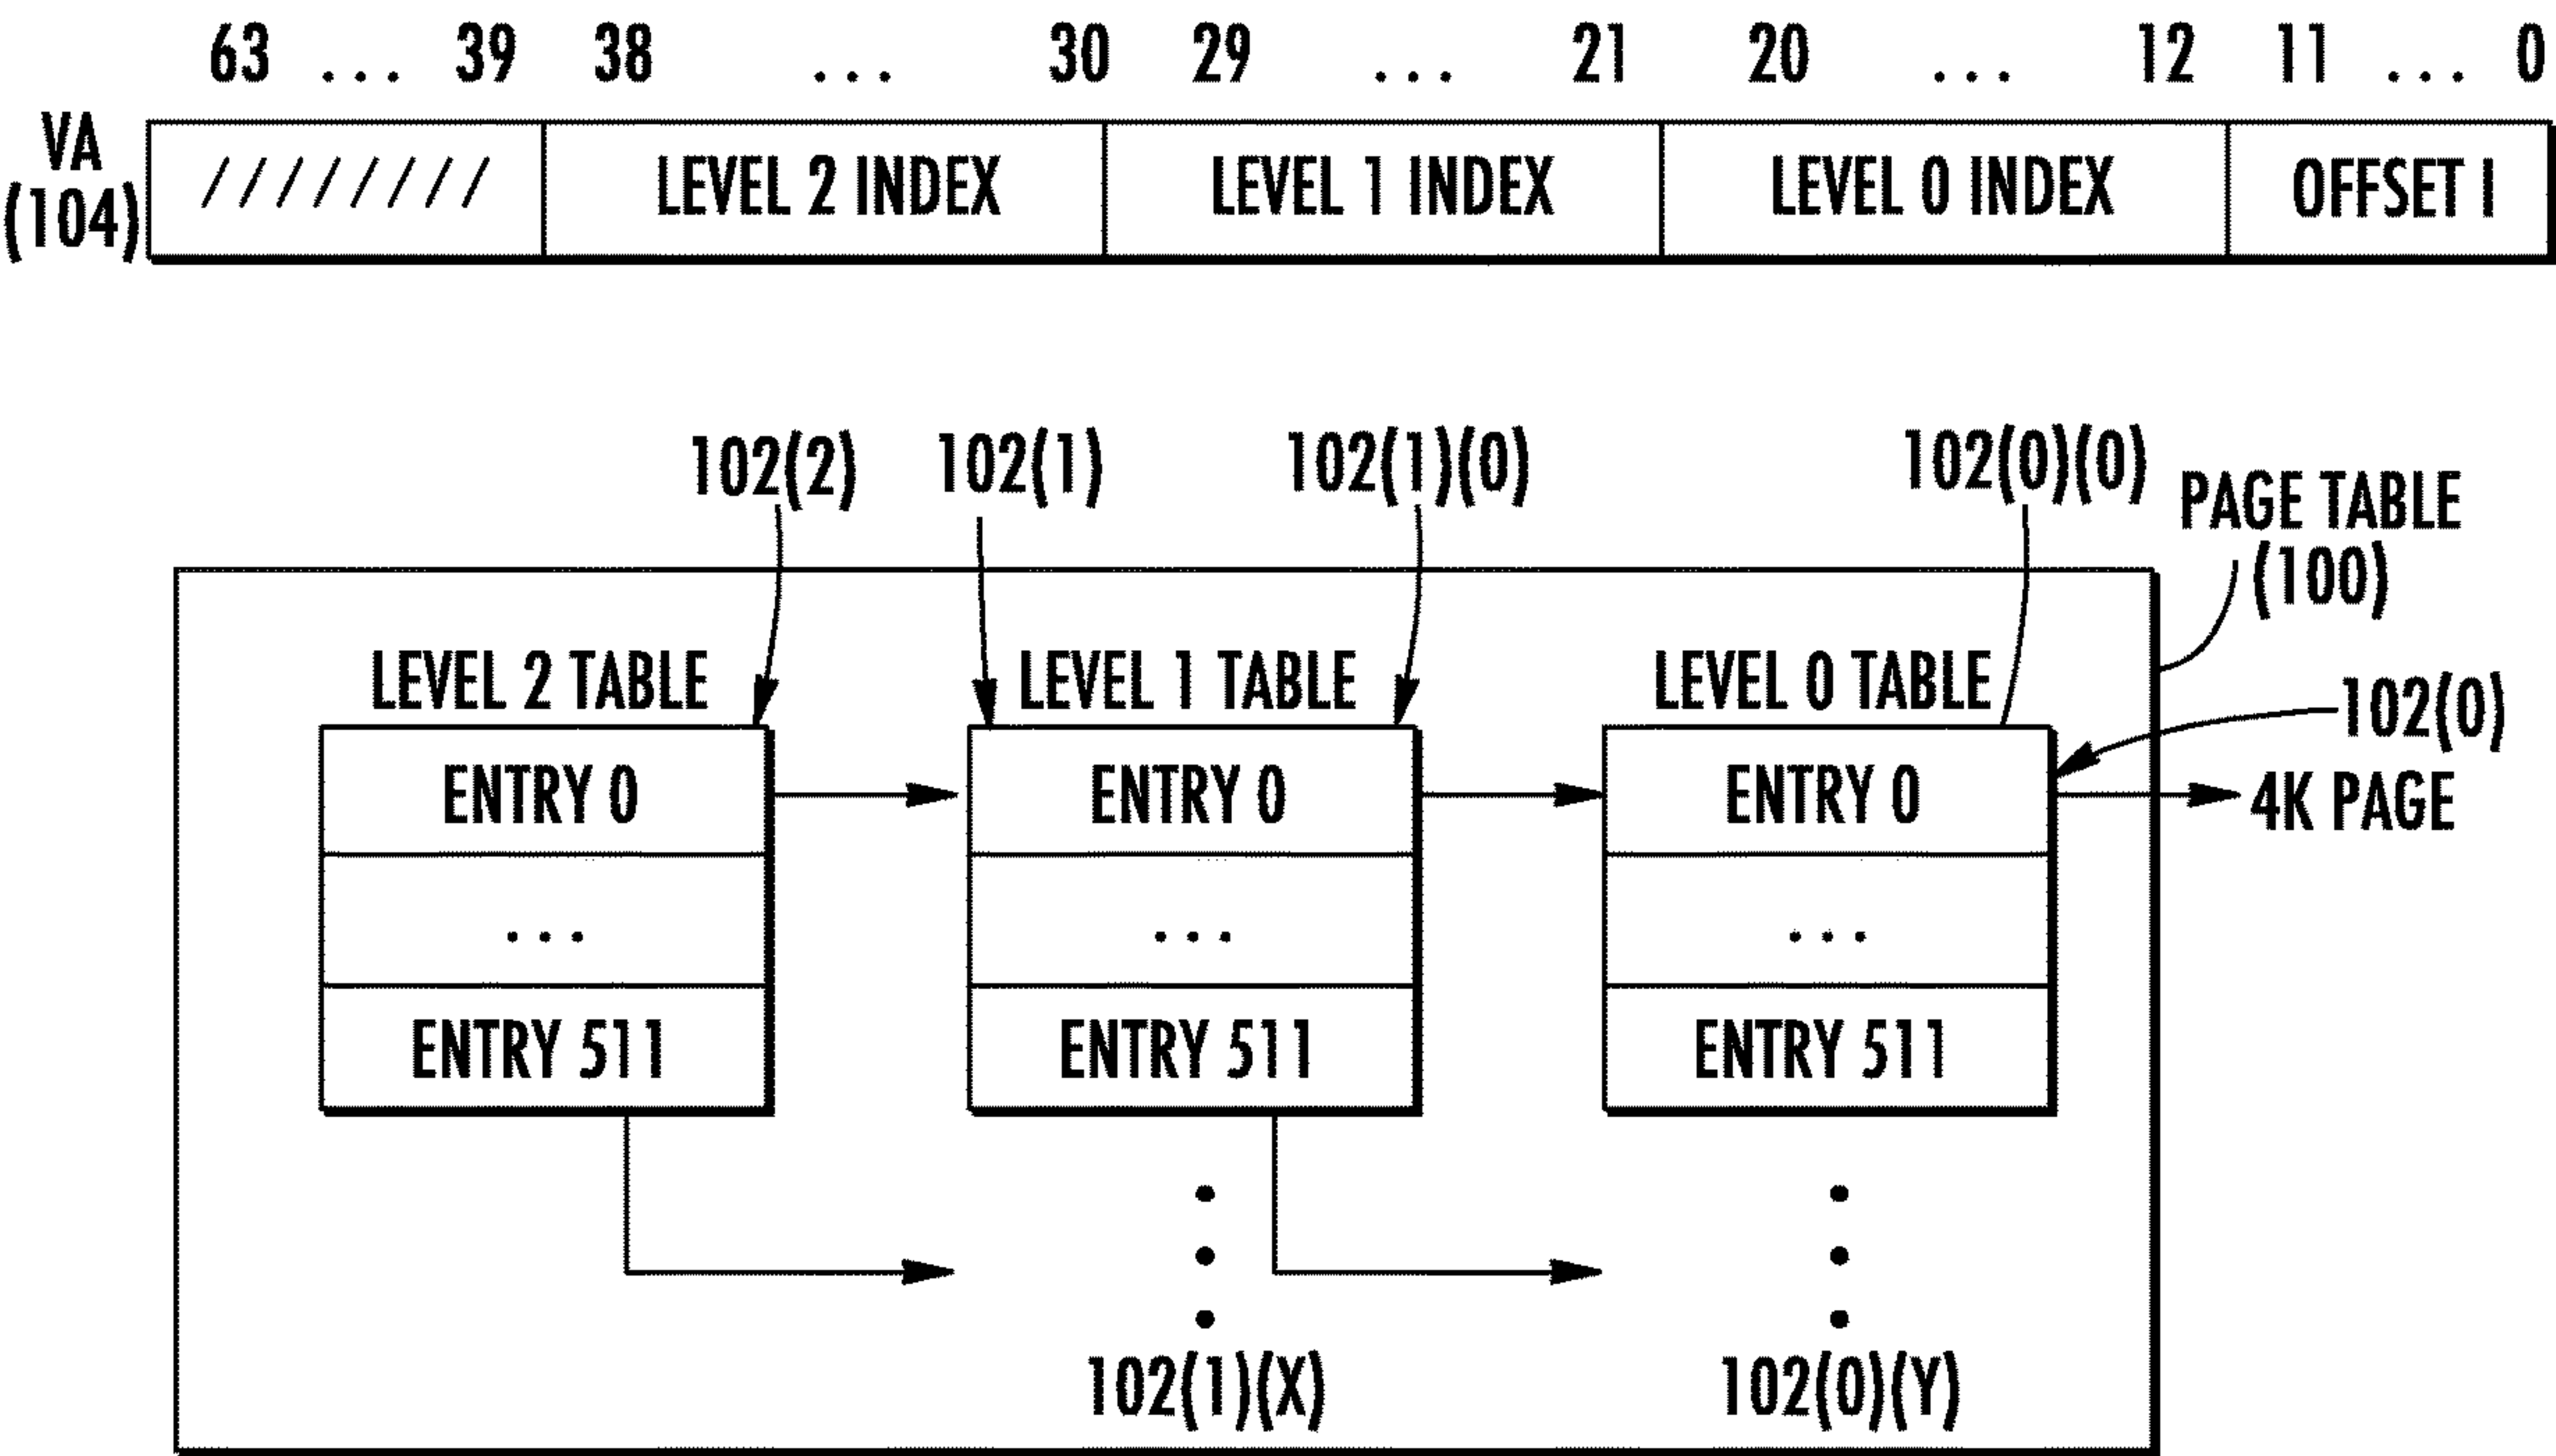 63 ... 39 38 ... 30 29 ... 21 20 ... 12 11 ... 0
VA
(104)
//////// LEVEL 2 INDEX LEVEL 1 INDEX LEVEL 0 INDEX OFFSET I
102(2) 102(1) 102(1)(0) 102(0)(0)
PAGE TABLE
(100)
LEVEL 2 TABLE LEVEL 1 TABLE LEVEL 0 TABLE
102(0)
ENTRY 0 ENTRY 0 ENTRY 0 4K PAGE
... ... ...
ENTRY 511 ENTRY 511 ENTRY 511
102(1)(X) 102(0)(Y)